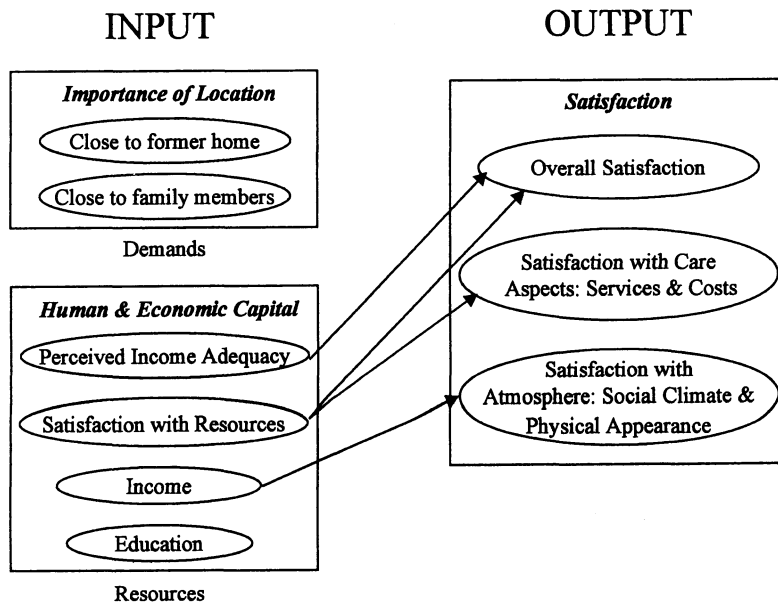 INPUT
Importance of Location
Close to former home
Close to family members
Demands
Human & Economic Capital
Perceived Income Adequacy
Satisfaction with Resources
Income
Education
Resources
OUTPUT
Satisfaction
Overall Satisfaction
Satisfaction with Care
Aspects: Services & Costs
Satisfaction with
Atmosphere: Social Climate &
Physical Appearance